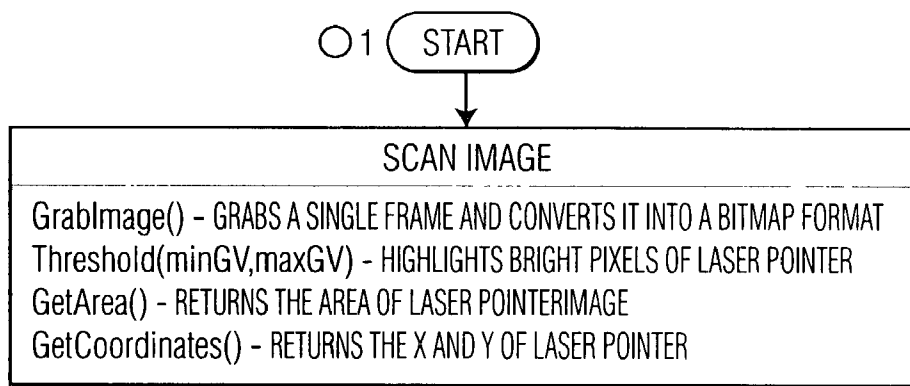 ○1 START
SCAN IMAGE
GrabImage() – GRABS A SINGLE FRAME AND CONVERTS IT INTO A BITMAP FORMAT
Threshold(minGV,maxGV) – HIGHLIGHTS BRIGHT PIXELS OF LASER POINTER
GetArea() – RETURNS THE AREA OF LASER POINTERIMAGE
GetCoordinates() – RETURNS THE X AND Y OF LASER POINTER